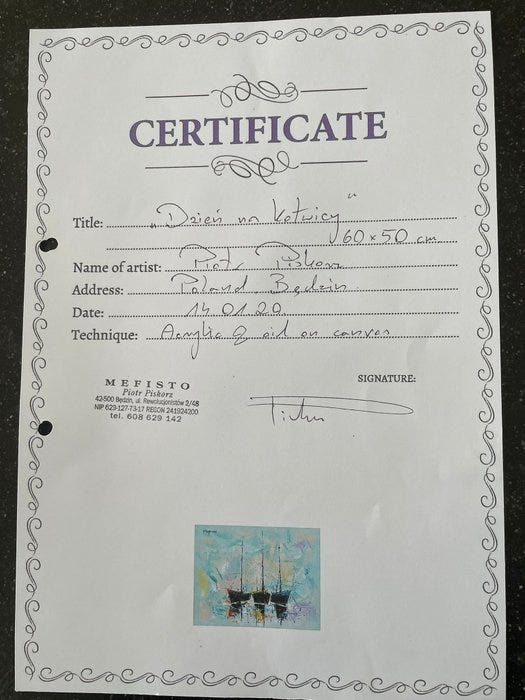 CERTIFICATE
Title: „Dzień na Kotwicy"
60 x 50 cm
Name of artist: Piotr Piskorz
Address: Poland Będzin
Date: 14.01.20
Technique: Acrylic & oil on canvas
SIGNATURE:
MEFISTO
Piotr Piskorz
42-500 Będzin, ul. Rewolucjonistów 2/48
NIP 629-127-73-17 REGON 241924200
tel. 608 629 142